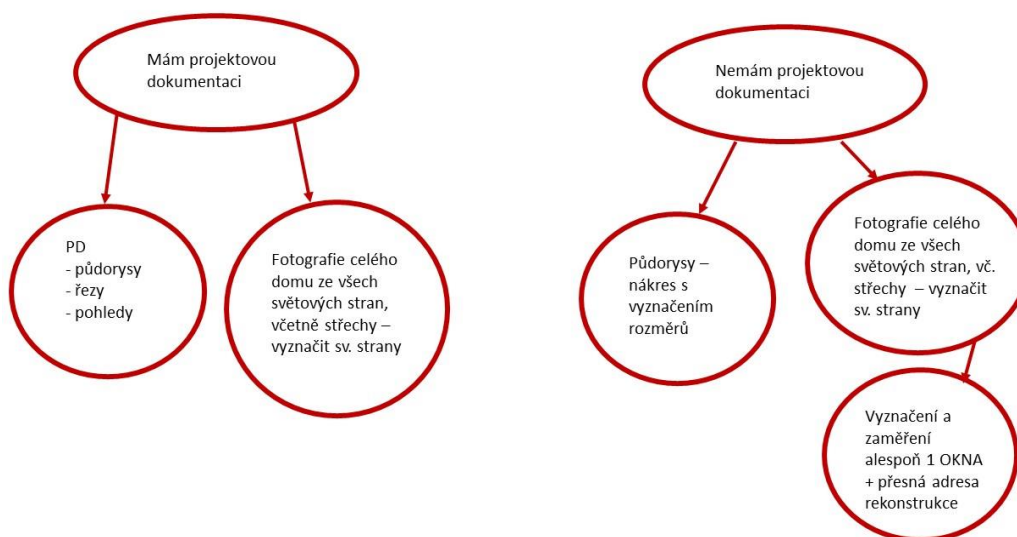 Mám projektovou
dokumentaci
PD
- půdorysy
- řezy
- pohledy
Fotografie celého
domu ze všech
světových stran,
včetně střechy –
vyznačit sv. strany
Nemám projektovou
dokumentaci
Půdorysy –
nákres s
vyznačením
rozměrů
Fotografie celého
domu ze všech
světových stran, vč.
střechy – vyznačit
sv. strany
Vyznačení a
zaměření
alespoň 1 OKNA
+ přesná adresa
rekonstrukce